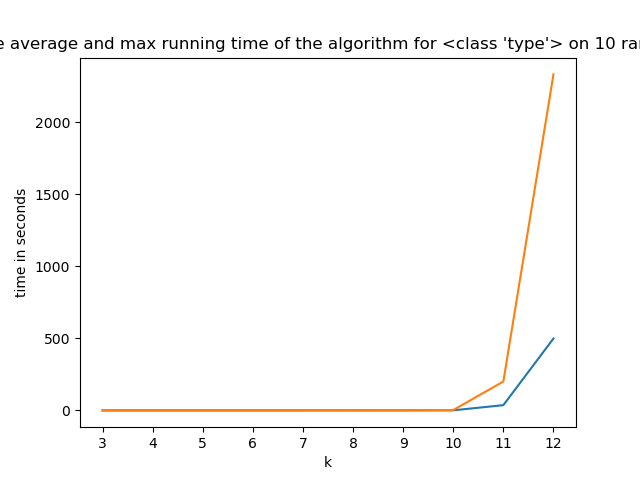 e average and max running time of the algorithm for <class 'type'> on 10 ra
2000
1500
1000
500
0
time in seconds
3 4 5 6 7 8 9 10 11 12
k